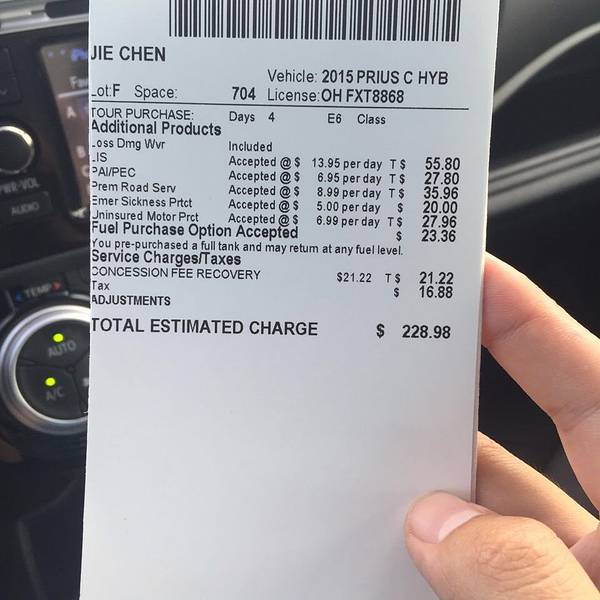 JIE CHEN
Vehicle: 2015 PRIUS C HYB
Lot:F Space: 704 License:OH FXT8868
TOUR PURCHASE: Days 4 E6 Class
Additional Products
Loss Dmg Wvr Included
LIS Accepted @ $ 13.95 per day T $ 55.80
PAI/PEC Accepted @ $ 6.95 per day T $ 27.80
Prem Road Serv Accepted @ $ 8.99 per day T $ 35.96
Emer Sickness Prtct Accepted @ $ 5.00 per day $ 20.00
Uninsured Motor Prct Accepted @ $ 6.99 per day T $ 27.96
Fuel Purchase Option Accepted $ 23.36
You pre-purchased a full tank and may return at any fuel level.
Service Charges/Taxes
CONCESSION FEE RECOVERY $21.22 T $ 21.22
Tax $ 16.88
ADJUSTMENTS
TOTAL ESTIMATED CHARGE $ 228.98
PWR·VOL
AUDIO
TEMP
AUTO
A/C